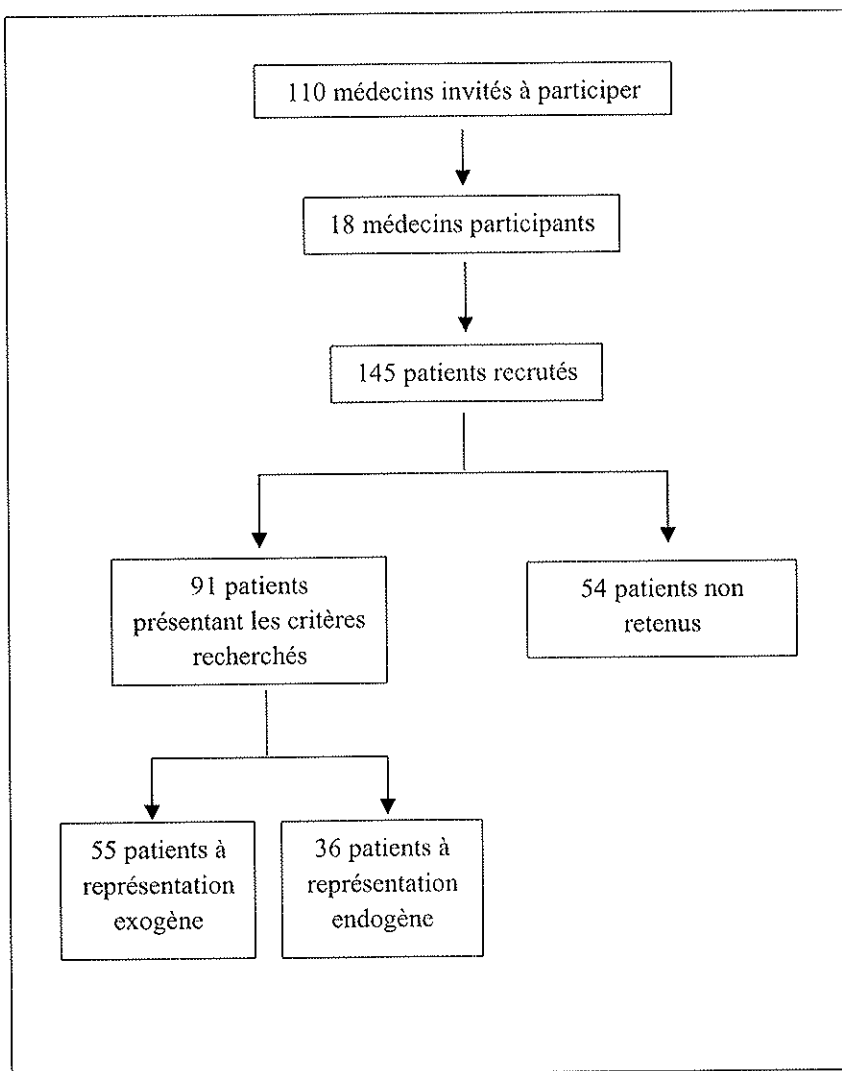 110 médecins invités à participer
18 médecins participants
145 patients recrutés
91 patients
présentant les critères
recherchés
54 patients non
retenus
55 patients à
représentation
exogène
36 patients à
représentation
endogène